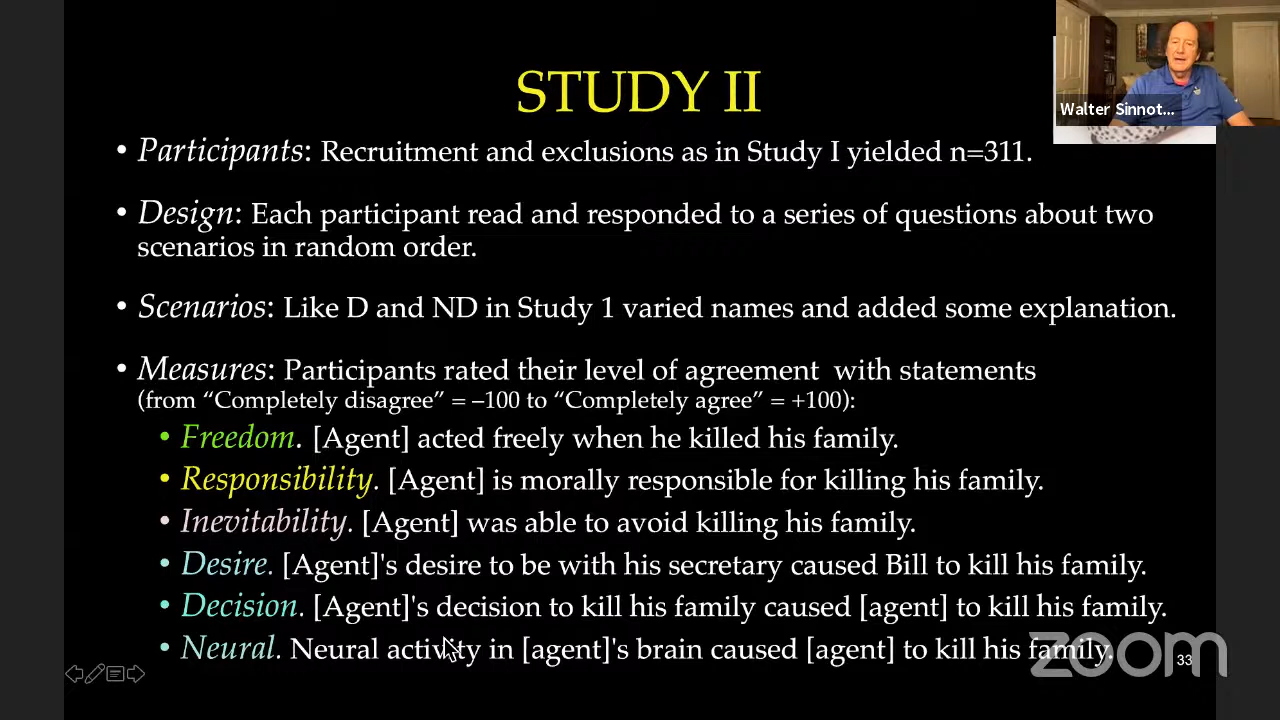 STUDY II
Walter Sinnot...
• Participants: Recruitment and exclusions as in Study I yielded n=311.
• Design: Each participant read and responded to a series of questions about two
scenarios in random order.
• Scenarios: Like D and ND in Study 1 varied names and added some explanation.
• Measures: Participants rated their level of agreement with statements
(from “Completely disagree” = –100 to “Completely agree” = +100):
• Freedom. [Agent] acted freely when he killed his family.
• Responsibility. [Agent] is morally responsible for killing his family.
• Inevitability. [Agent] was able to avoid killing his family.
• Desire. [Agent]'s desire to be with his secretary caused Bill to kill his family.
• Decision. [Agent]'s decision to kill his family caused [agent] to kill his family.
• Neural. Neural activity in [agent]'s brain caused [agent] to kill his family.
zoom
33